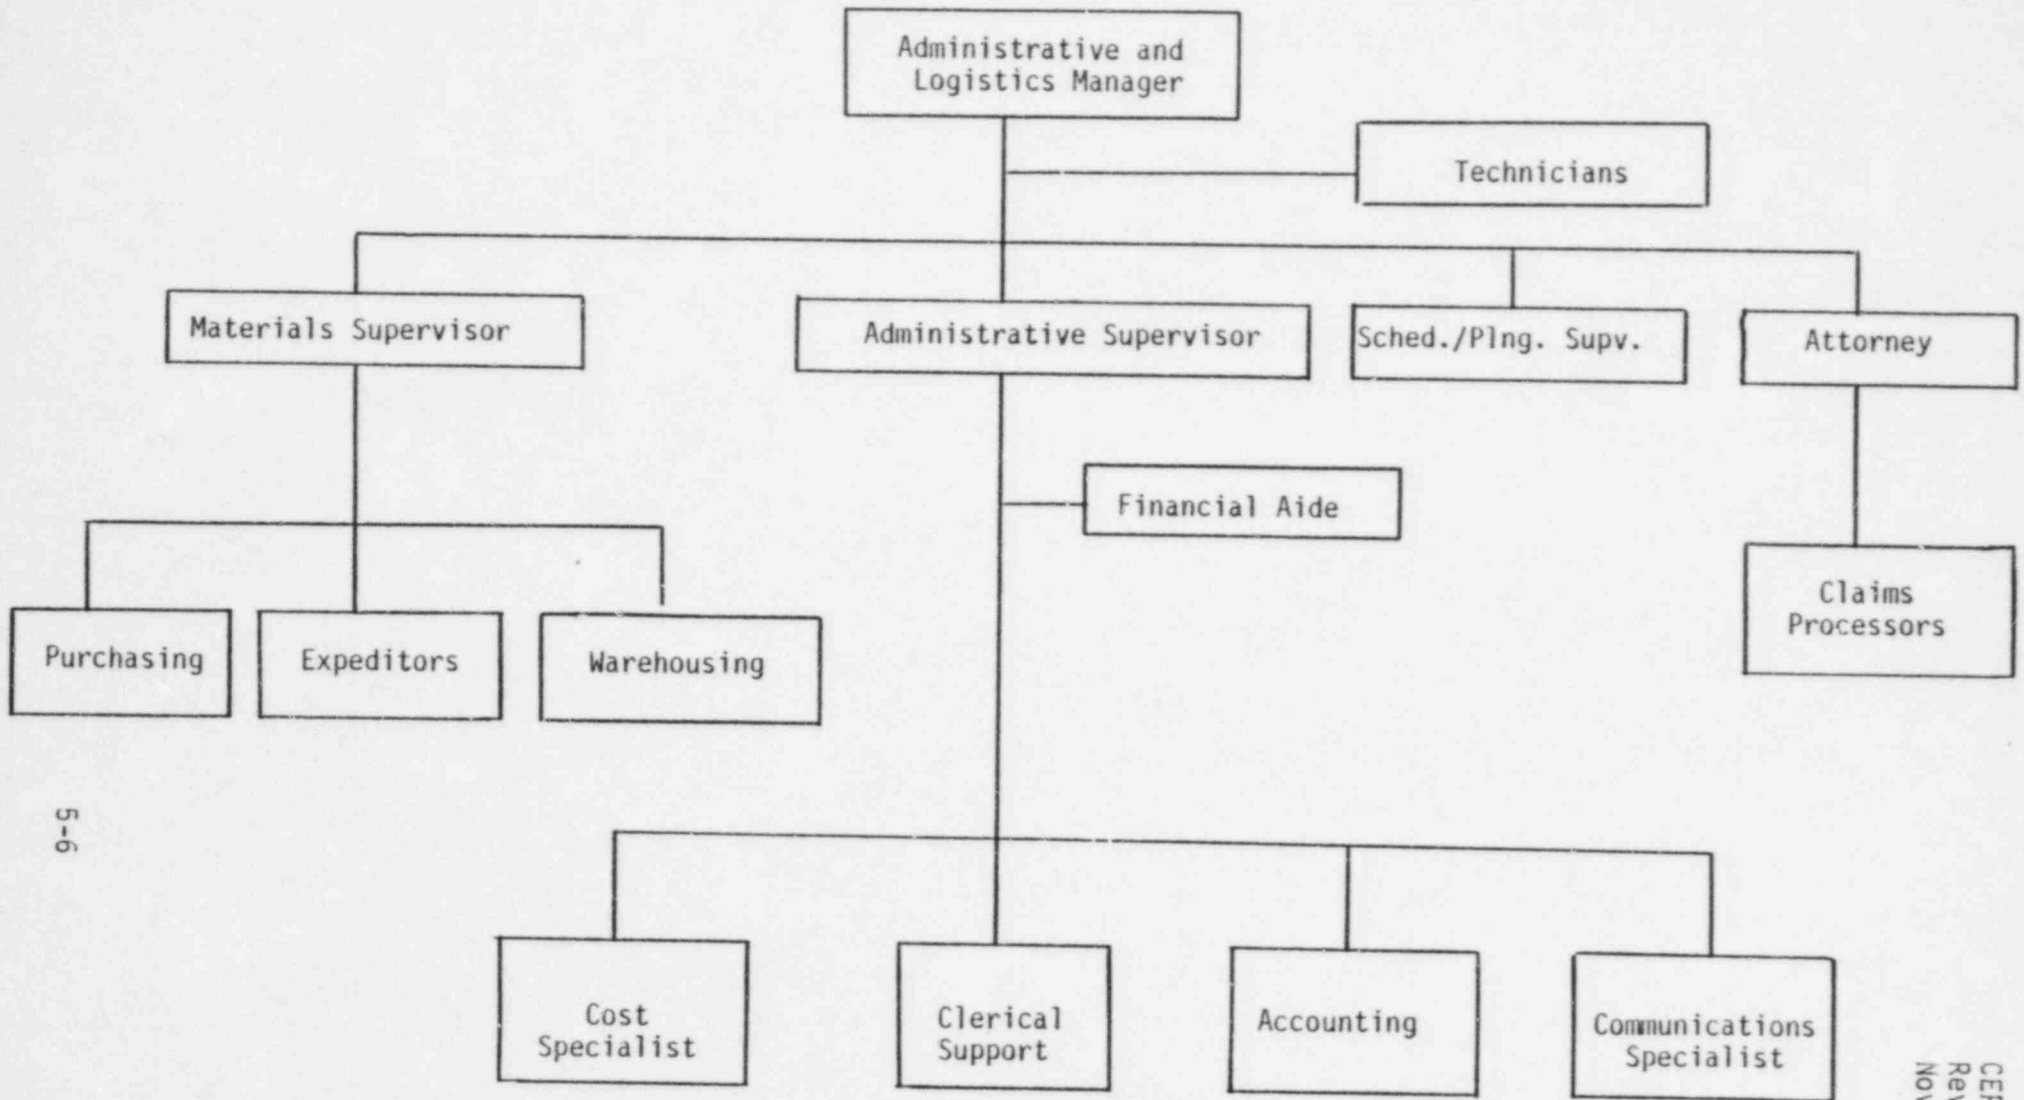 Administrative and
Logistics Manager
Technicians
Materials Supervisor
Administrative Supervisor
Sched./Plng. Supv.
Attorney
Financial Aide
Claims
Processors
Purchasing
Expeditors
Warehousing
5-6
Cost
Specialist
Clerical
Support
Accounting
Communications
Specialist